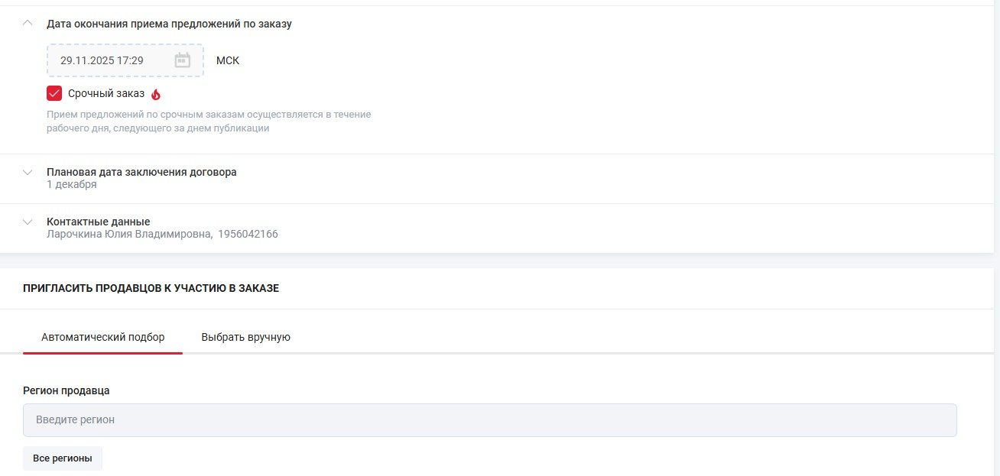 Дата окончания приема предложений по заказу
29.11.2025 17:29 МСК
Срочный заказ
Прием предложений по срочным заказам осуществляется в течение
рабочего дня, следующего за днем публикации
Плановая дата заключения договора
1 декабря
Контактные данные
Ларочкина Юлия Владимировна, 1956042166
ПРИГЛАСИТЬ ПРОДАВЦОВ К УЧАСТИЮ В ЗАКАЗЕ
Автоматический подбор Выбрать вручную
Регион продавца
Введите регион
Все регионы